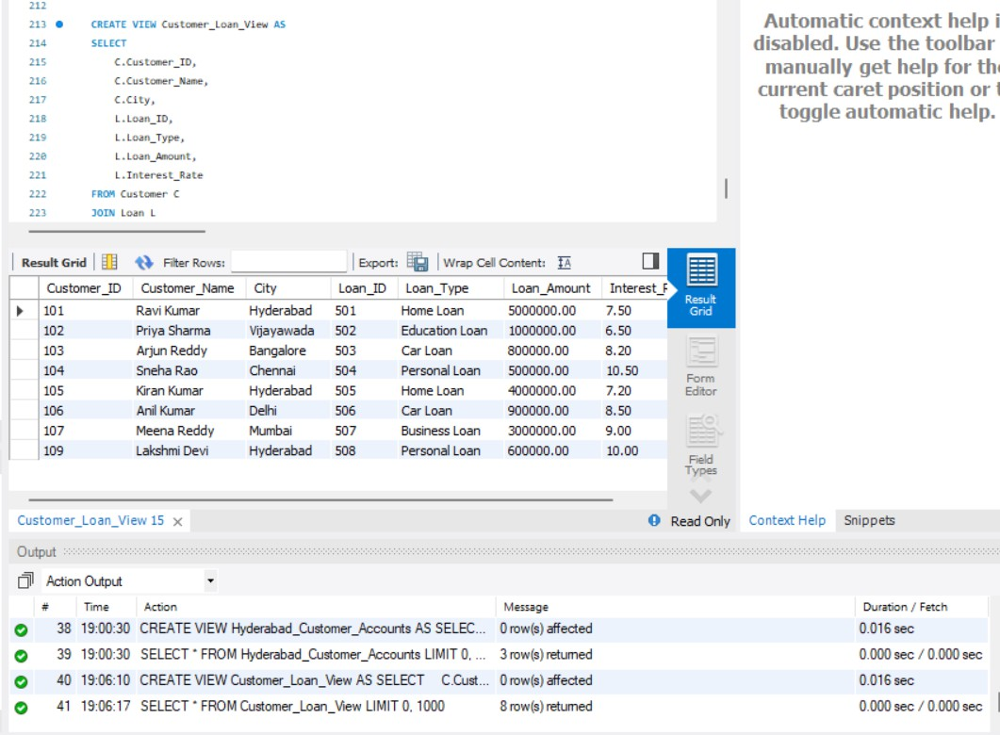 212
213 CREATE VIEW Customer_Loan_View AS
214 SELECT
215 C.Customer_ID,
216 C.Customer_Name,
217 C.City,
218 L.Loan_ID,
219 L.Loan_Type,
220 L.Loan_Amount,
221 L.Interest_Rate
222 FROM Customer C
223 JOIN Loan L
Automatic context help i
disabled. Use the toolbar
manually get help for the
current caret position or t
toggle automatic help.
Result Grid Filter Rows: Export: Wrap Cell Content: IA
Customer_ID Customer_Name City Loan_ID Loan_Type Loan_Amount Interest_R
101 Ravi Kumar Hyderabad 501 Home Loan 5000000.00 7.50
102 Priya Sharma Vijayawada 502 Education Loan 1000000.00 6.50
103 Arjun Reddy Bangalore 503 Car Loan 800000.00 8.20
104 Sneha Rao Chennai 504 Personal Loan 500000.00 10.50
105 Kiran Kumar Hyderabad 505 Home Loan 4000000.00 7.20
106 Anil Kumar Delhi 506 Car Loan 900000.00 8.50
107 Meena Reddy Mumbai 507 Business Loan 3000000.00 9.00
109 Lakshmi Devi Hyderabad 508 Personal Loan 600000.00 10.00
Result
Grid
Form
Editor
Field
Types
Customer_Loan_View 15 Read Only Context Help Snippets
Output
Action Output
# Time Action Message Duration / Fetch
38 19:00:30 CREATE VIEW Hyderabad_Customer_Accounts AS SELEC... 0 row(s) affected 0.016 sec
39 19:00:30 SELECT * FROM Hyderabad_Customer_Accounts LIMIT 0, ... 3 row(s) returned 0.000 sec / 0.000 sec
40 19:06:10 CREATE VIEW Customer_Loan_View AS SELECT C.Cust... 0 row(s) affected 0.016 sec
41 19:06:17 SELECT * FROM Customer_Loan_View LIMIT 0, 1000 8 row(s) returned 0.000 sec / 0.000 sec